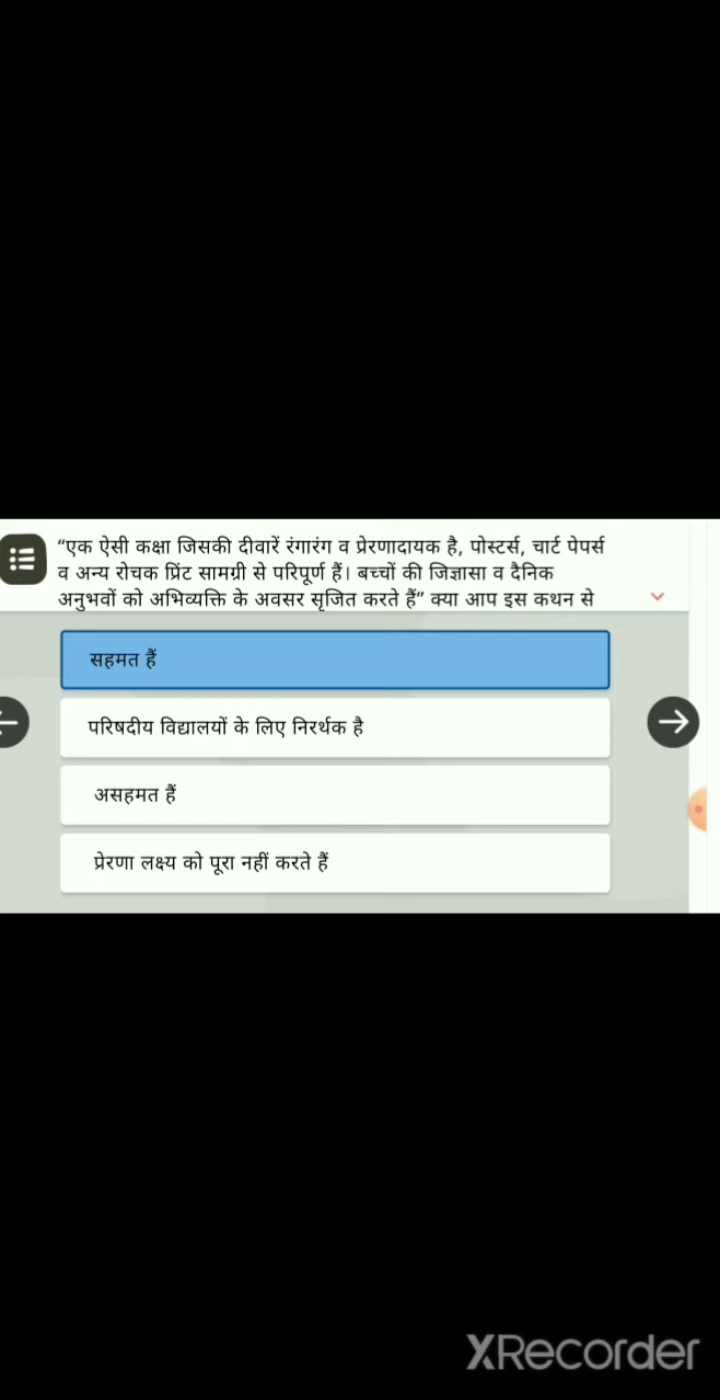 “एक ऐसी कक्षा जिसकी दीवारें रंगारंग व प्रेरणादायक है, पोस्टर्स, चार्ट पेपर्स
व अन्य रोचक प्रिंट सामग्री से परिपूर्ण हैं। बच्चों की जिज्ञासा व दैनिक
अनुभवों को अभिव्यक्ति के अवसर सृजित करते हैं” क्या आप इस कथन से
सहमत हैं
परिषदीय विद्यालयों के लिए निरर्थक है
असहमत हैं
प्रेरणा लक्ष्य को पूरा नहीं करते हैं
XRecorder